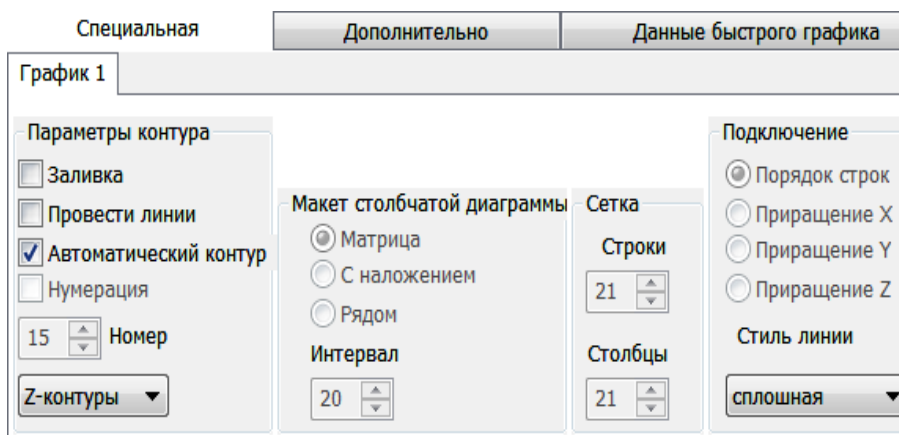 Специальная
Дополнительно
Данные быстрого графика
График 1
Параметры контура
Заливка
Провести линии
Автоматический контур
Нумерация
15 Номер
Z-контуры
Макет столбчатой диаграммы
Матрица
С наложением
Рядом
Интервал
20
Сетка
Строки
21
Столбцы
21
Подключение
Порядок строк
Приращение X
Приращение Y
Приращение Z
Стиль линии
сплошная